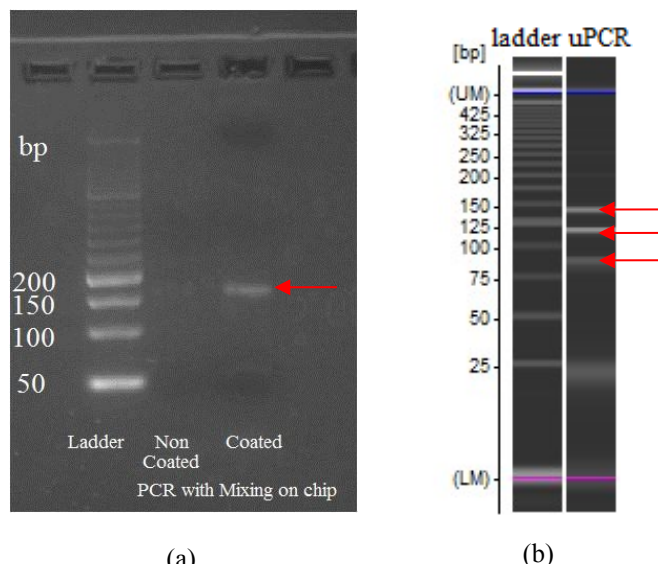 bp
200
150
100
50
Ladder Non Coated Coated
PCR with Mixing on chip
(a)
ladder uPCR
[bp]
(UM)
425
325
250
200
150
125
100
75
50
25
(LM)
(b)